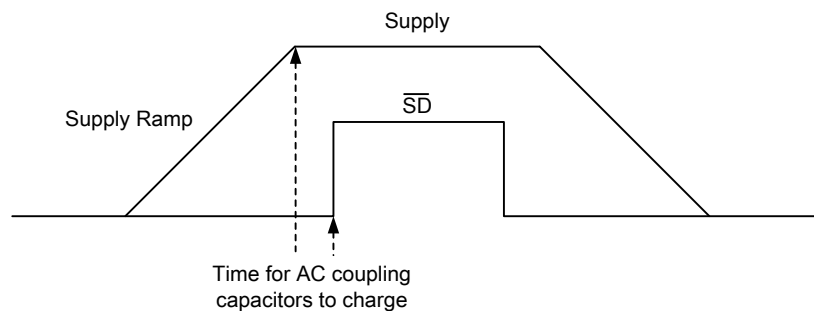 Supply
Supply Ramp
SD
Time for AC coupling
capacitors to charge